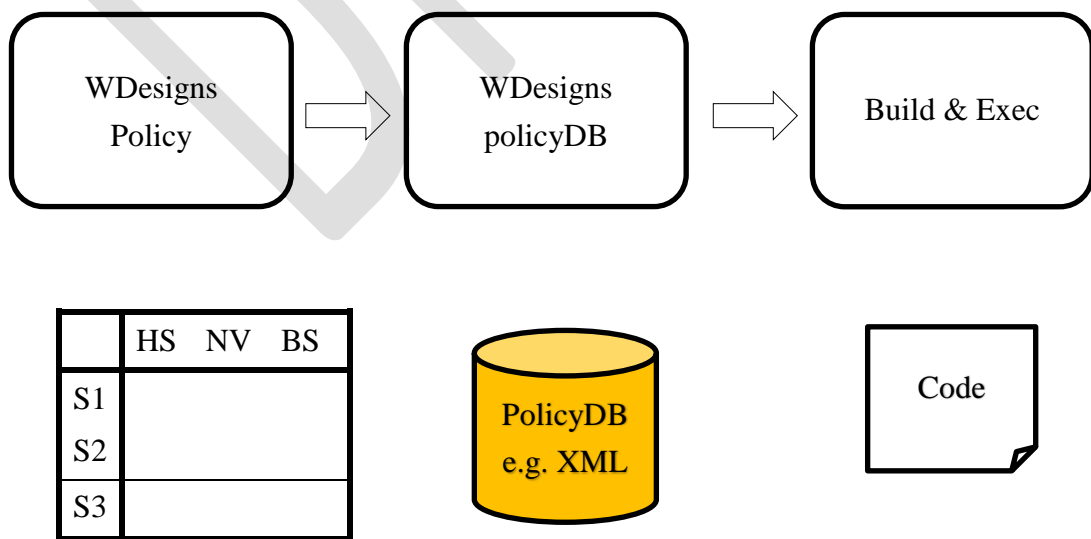 WDesigns
Policy
WDesigns
policyDB
Build & Exec
HS NV BS
S1
S2
S3
PolicyDB
e.g. XML
Code